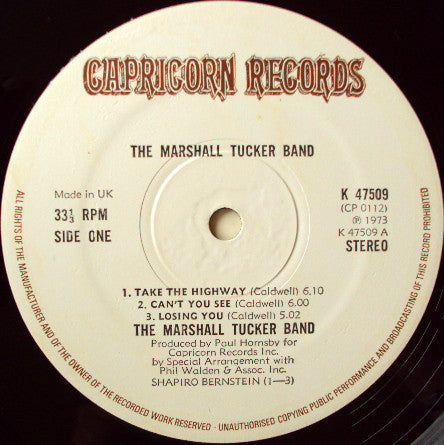 CAPRICORN RECORDS
THE MARSHALL TUCKER BAND
Made in UK
33⅓ RPM
SIDE ONE
K 47509
(CP 0112)
℗ 1973
K 47509 A
STEREO
1. TAKE THE HIGHWAY (Caldwell) 6.10
2. CAN'T YOU SEE (Caldwell) 6.00
3. LOSING YOU (Caldwell) 5.02
THE MARSHALL TUCKER BAND
Produced by Paul Hornsby for
Capricorn Records Inc.
by Special Arrangement with
Phil Walden & Assoc. Inc.
SHAPIRO BERNSTEIN (1—3)
ALL RIGHTS OF THE MANUFACTURER AND OF THE OWNER OF THE RECORDED WORK RESERVED - UNAUTHORISED COPYING PUBLIC PERFORMANCE AND BROADCASTING OF THIS RECORD PROHIBITED